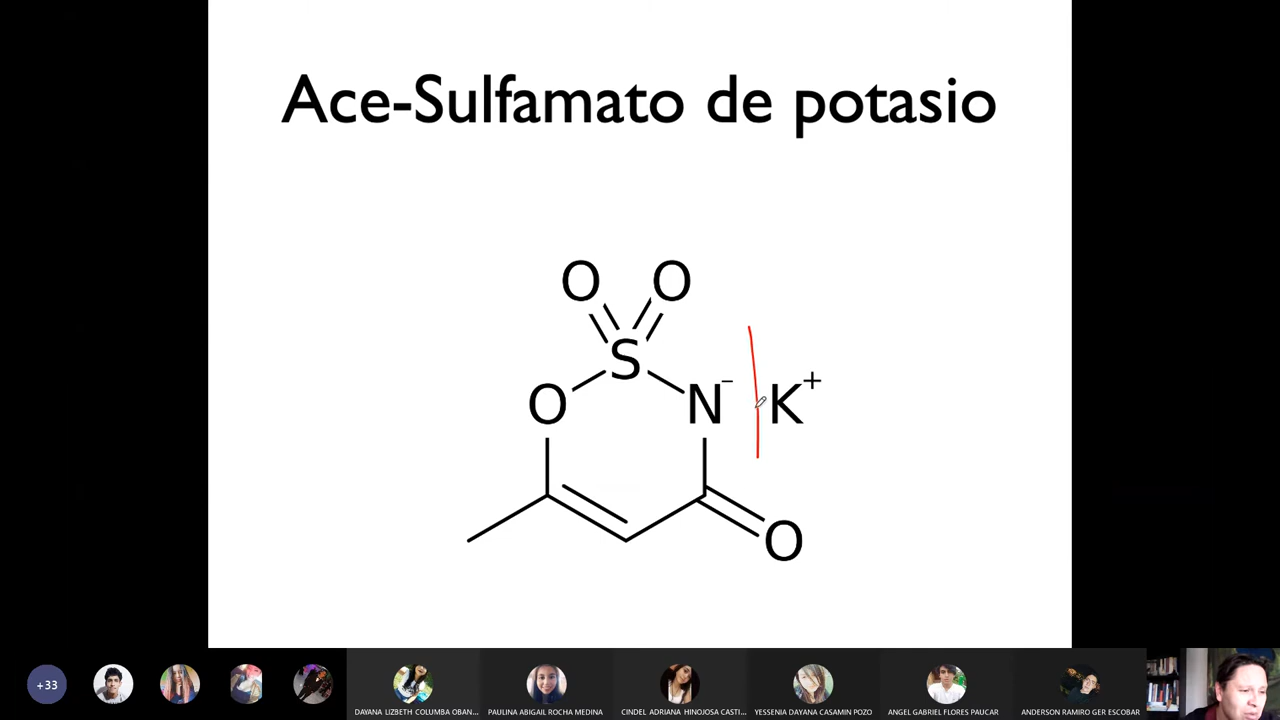 Ace-Sulfamato de potasio
O O
S
O N⁻ K⁺
O
+33
DAYANA LIZBETH COLUMBA OBAN...
PAULINA ABIGAIL ROCHA MEDINA
CINDEL ADRIANA HINOJOSA CASTI...
YESSENIA DAYANA CASAMIN POZO
ANGEL GABRIEL FLORES PAUCAR
ANDERSON RAMIRO GER ESCOBAR